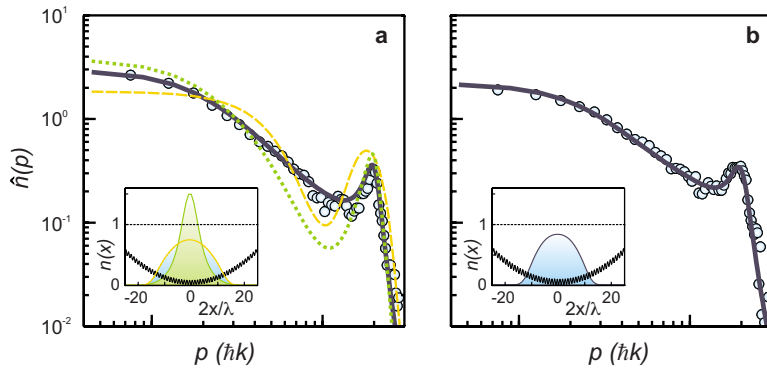 a
b
10^1
10^0
10^-1
10^-2
n̂(p)
n(x)
1
0
-20
0
20
2x/λ
p (ħk)
n(x)
1
0
-20
0
20
2x/λ
p (ħk)